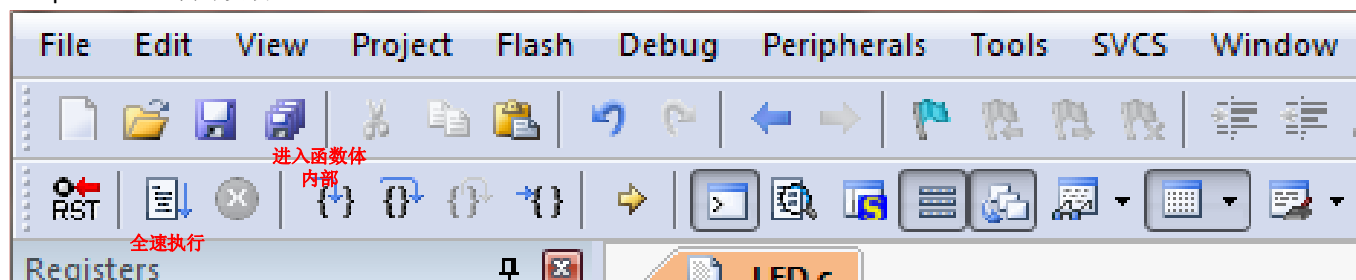 File Edit View Project Flash Debug Peripherals Tools SVCS Window
进入函数体
内部
RST
全速执行
Registers
LED.c